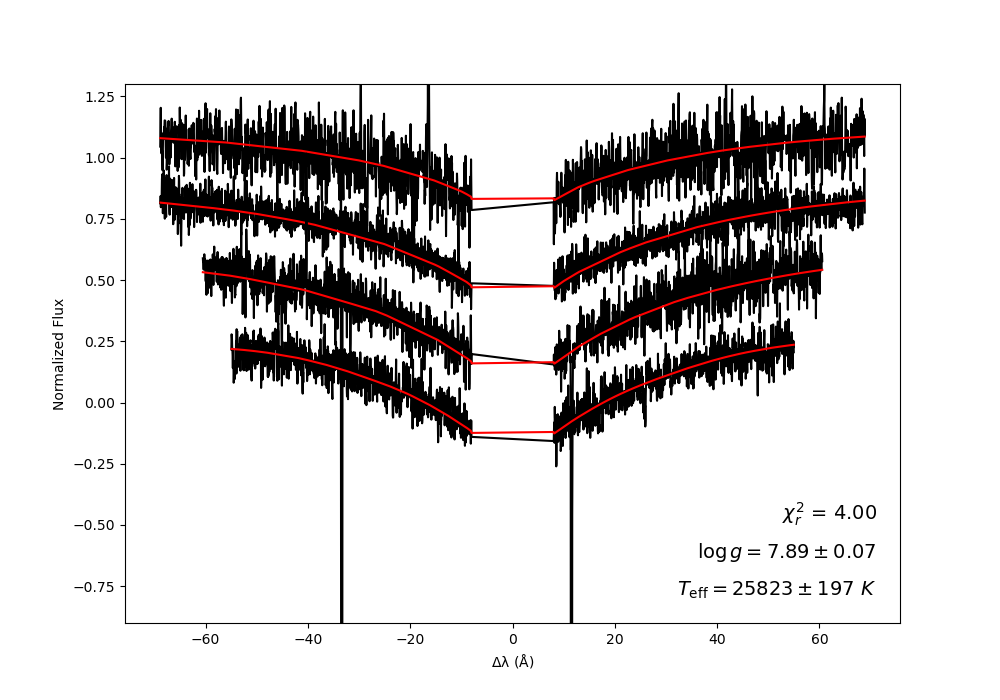 1.25
1.00
0.75
0.50
0.25
0.00
−0.25
−0.50
−0.75
Normalized Flux
χ²ᵣ = 4.00
log g = 7.89 ± 0.07
T_eff = 25823 ± 197 K
−60 −40 −20 0 20 40 60
Δλ (Å)